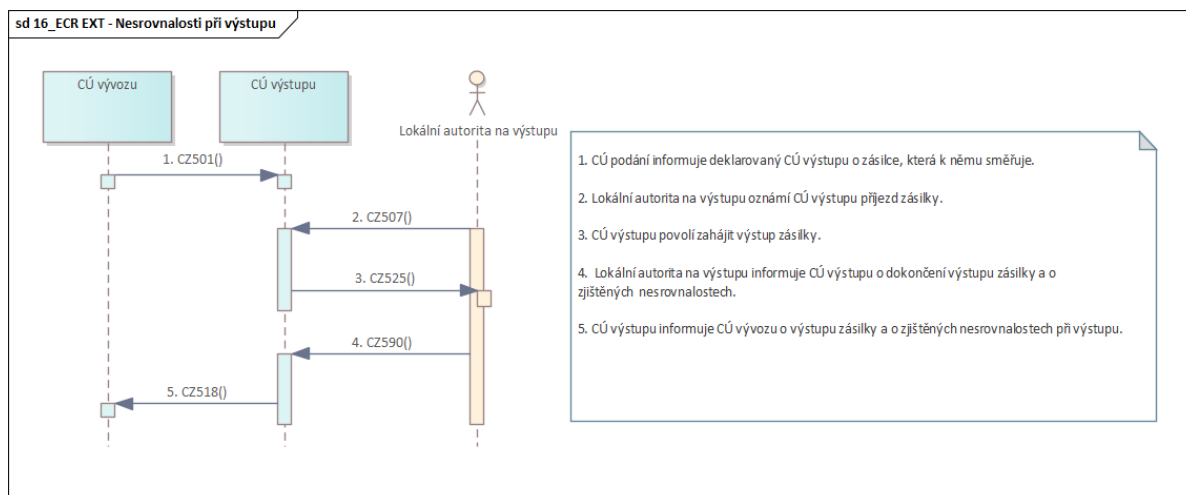 sd 16_ECR EXT - Nesrovnalosti při výstupu
CÚ vývozu
CÚ výstupu
Lokální autorita na výstupu
1. CZ501()
2. CZ507()
3. CZ525()
4. CZ590()
5. CZ518()
1. CÚ podání informuje deklarovaný CÚ výstupu o zásilce, která k němu směřuje.
2. Lokální autorita na výstupu oznámí CÚ výstupu příjezd zásilky.
3. CÚ výstupu povolí zahájit výstup zásilky.
4. Lokální autorita na výstupu informuje CÚ výstupu o dokončení výstupu zásilky a o
zjištěných nesrovnalostech.
5. CÚ výstupu informuje CÚ vývozu o výstupu zásilky a o zjištěných nesrovnalostech při výstupu.